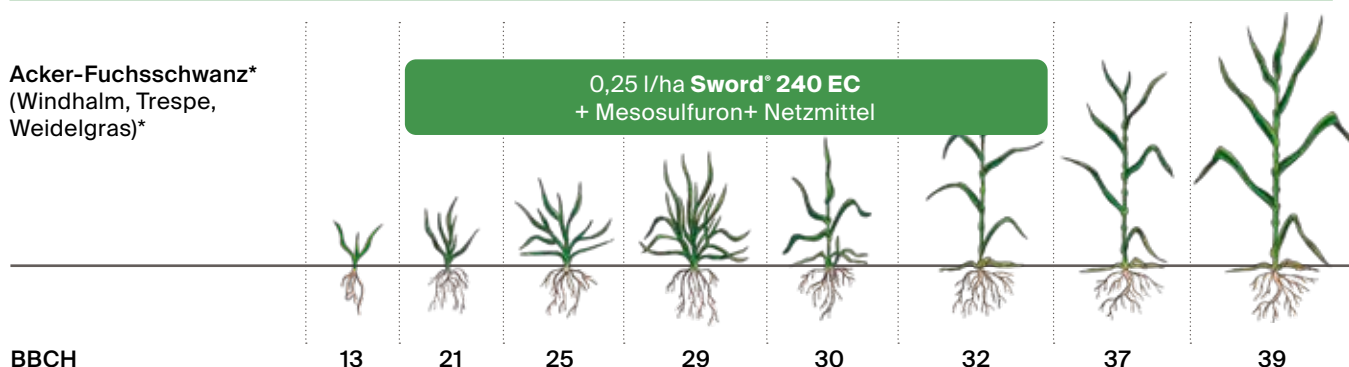 Acker-Fuchsschwanz*
(Windhalm, Trespe,
Weidelgras)*
0,25 l/ha Sword® 240 EC
+ Mesosulfuron+ Netzmittel
BBCH 13 21 25 29 30 32 37 39